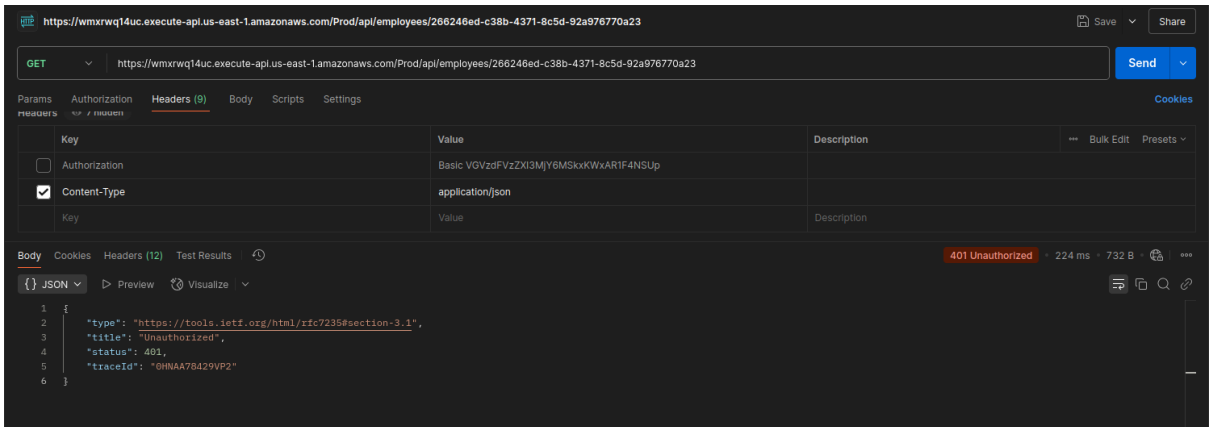 HTTP https://wmxrwq14uc.execute-api.us-east-1.amazonaws.com/Prod/api/employees/266246ed-c38b-4371-8c5d-92a976770a23 Save Share
GET https://wmxrwq14uc.execute-api.us-east-1.amazonaws.com/Prod/api/employees/266246ed-c38b-4371-8c5d-92a976770a23 Send
Params Authorization Headers (9) Body Scripts Settings Cookies
Headers 7 hidden
Key Value Description Bulk Edit Presets
Authorization Basic
Content-Type application/json
Key Value Description
Body Cookies Headers (12) Test Results 401 Unauthorized 224 ms 732 B
{} JSON Preview Visualize
1 {
2 "type": "https://tools.ietf.org/html/rfc7235#section-3.1",
3 "title": "Unauthorized",
4 "status": 401,
5 "traceId": "0HNAA78429VP2"
6 }